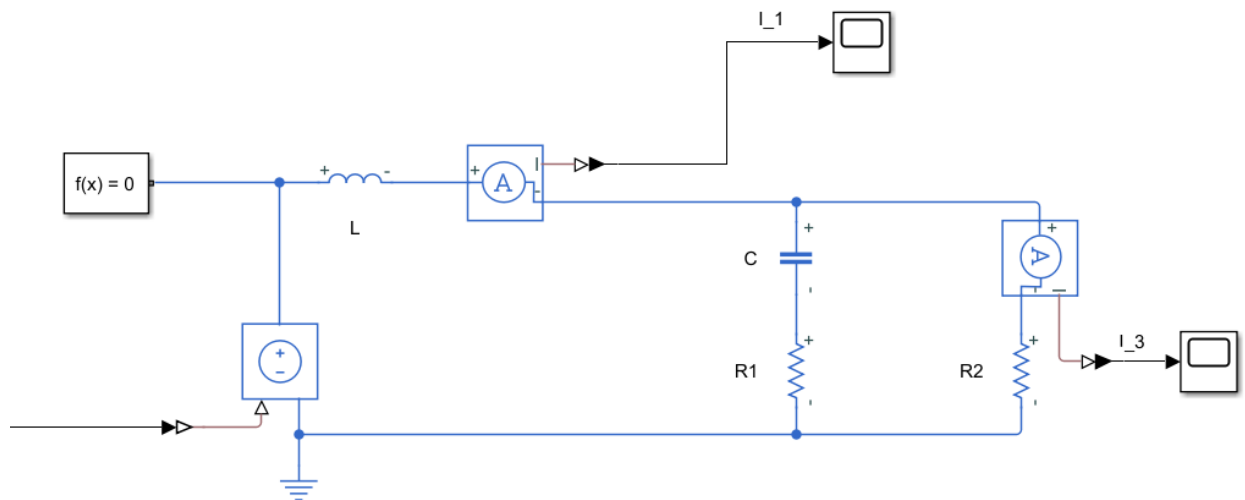 I_1
f(x) = 0
+
-
+
A
I
-
L
+
C
-
+
A
-
I
+
-
+
R1
-
+
R2
-
I_3